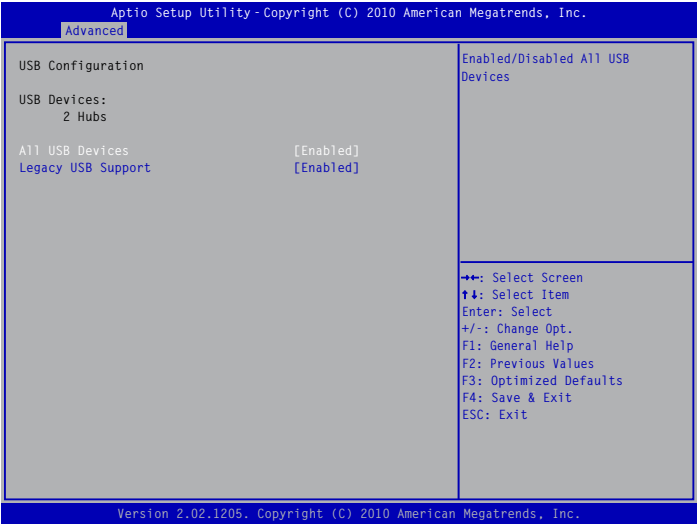 Aptio Setup Utility - Copyright (C) 2010 American Megatrends, Inc.
Advanced
USB Configuration
USB Devices:
2 Hubs
All USB Devices [Enabled]
Legacy USB Support [Enabled]
Enabled/Disabled All USB
Devices
→←: Select Screen
↑↓: Select Item
Enter: Select
+/-: Change Opt.
F1: General Help
F2: Previous Values
F3: Optimized Defaults
F4: Save & Exit
ESC: Exit
Version 2.02.1205. Copyright (C) 2010 American Megatrends, Inc.